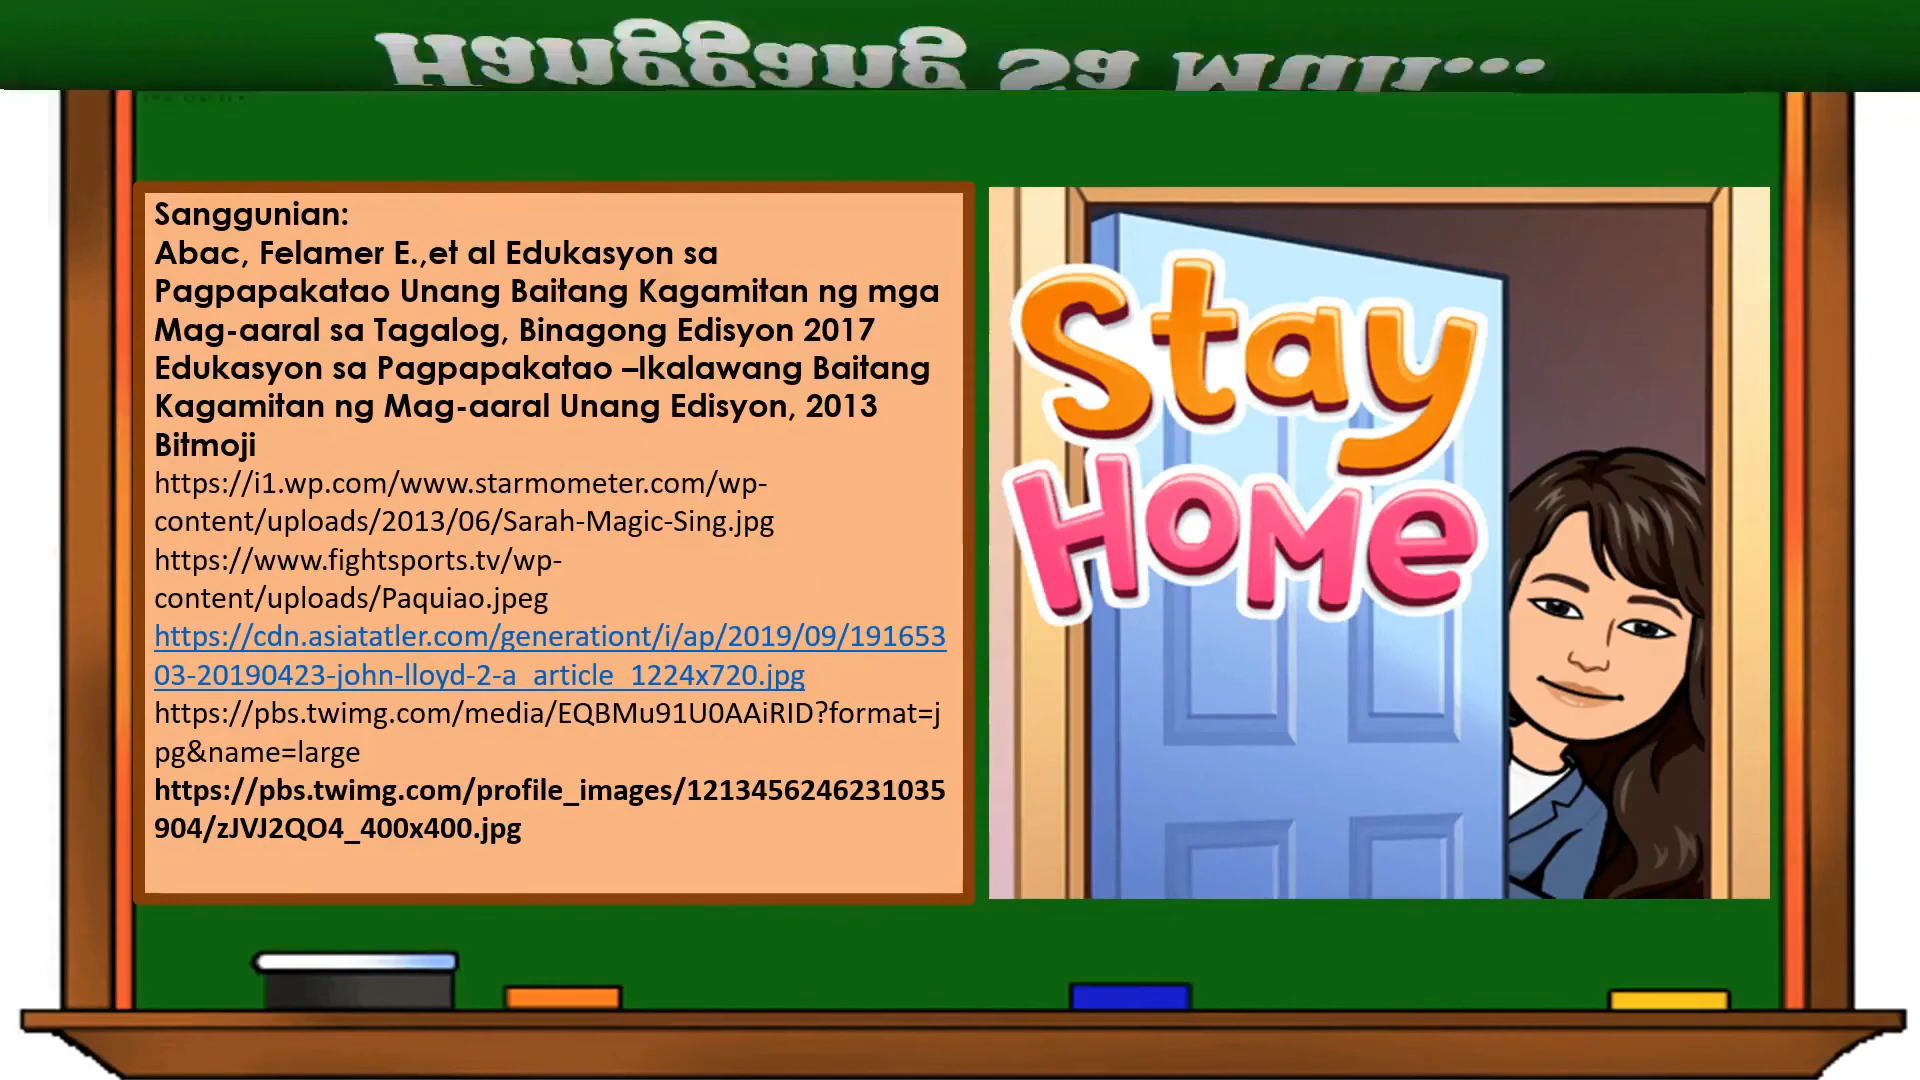 Hanggang Sa Muli...
Sanggunian:
Abac, Felamer E.,et al Edukasyon sa
Pagpapakatao Unang Baitang Kagamitan ng mga
Mag-aaral sa Tagalog, Binagong Edisyon 2017
Edukasyon sa Pagpapakatao –Ikalawang Baitang
Kagamitan ng Mag-aaral Unang Edisyon, 2013
Bitmoji
https://i1.wp.com/www.starmometer.com/wp-
content/uploads/2013/06/Sarah-Magic-Sing.jpg
https://www.fightsports.tv/wp-
content/uploads/Paquiao.jpeg
https://cdn.asiatatler.com/generationt/i/ap/2019/09/191653
03-20190423-john-lloyd-2-a_article_1224x720.jpg
https://pbs.twimg.com/media/EQBMu91U0AAiRID?format=j
pg&name=large
https://pbs.twimg.com/profile_images/1213456246231035
904/zJVJ2QO4_400x400.jpg
Stay
Home